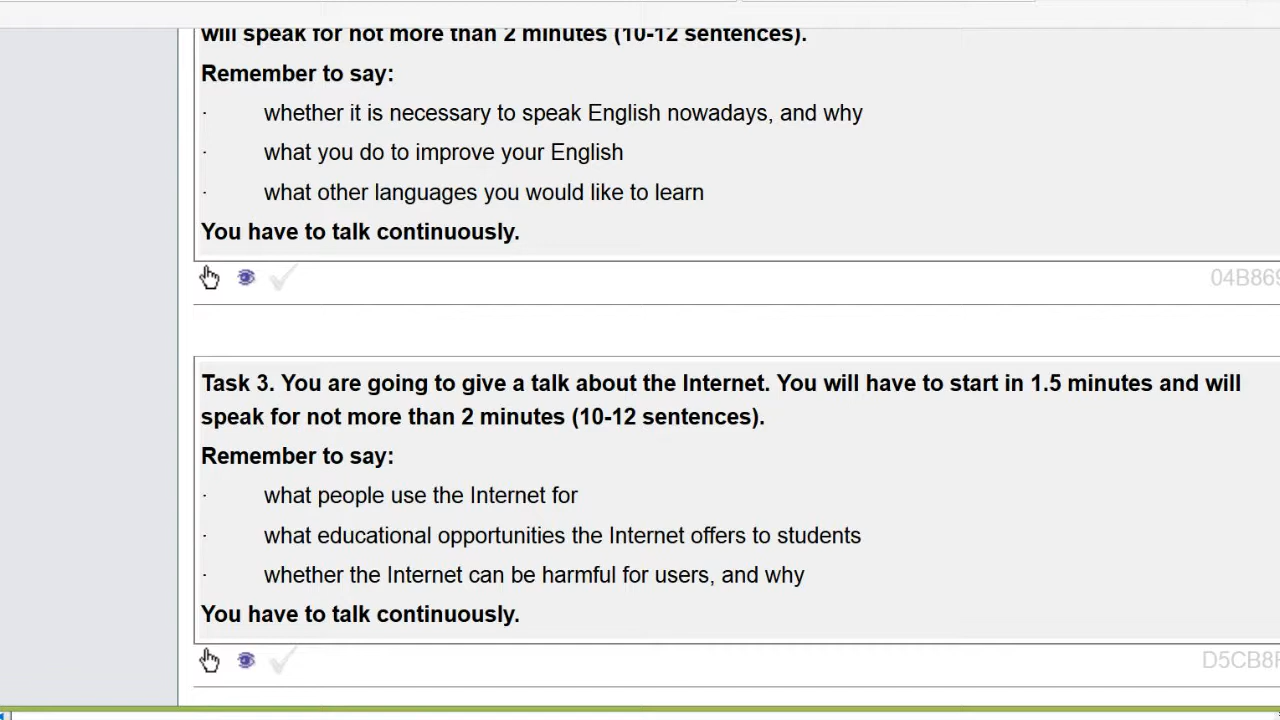 will speak for not more than 2 minutes (10-12 sentences).
Remember to say:
· whether it is necessary to speak English nowadays, and why
· what you do to improve your English
· what other languages you would like to learn
You have to talk continuously.
04B869
Task 3. You are going to give a talk about the Internet. You will have to start in 1.5 minutes and will
speak for not more than 2 minutes (10-12 sentences).
Remember to say:
· what people use the Internet for
· what educational opportunities the Internet offers to students
· whether the Internet can be harmful for users, and why
You have to talk continuously.
D5CB8